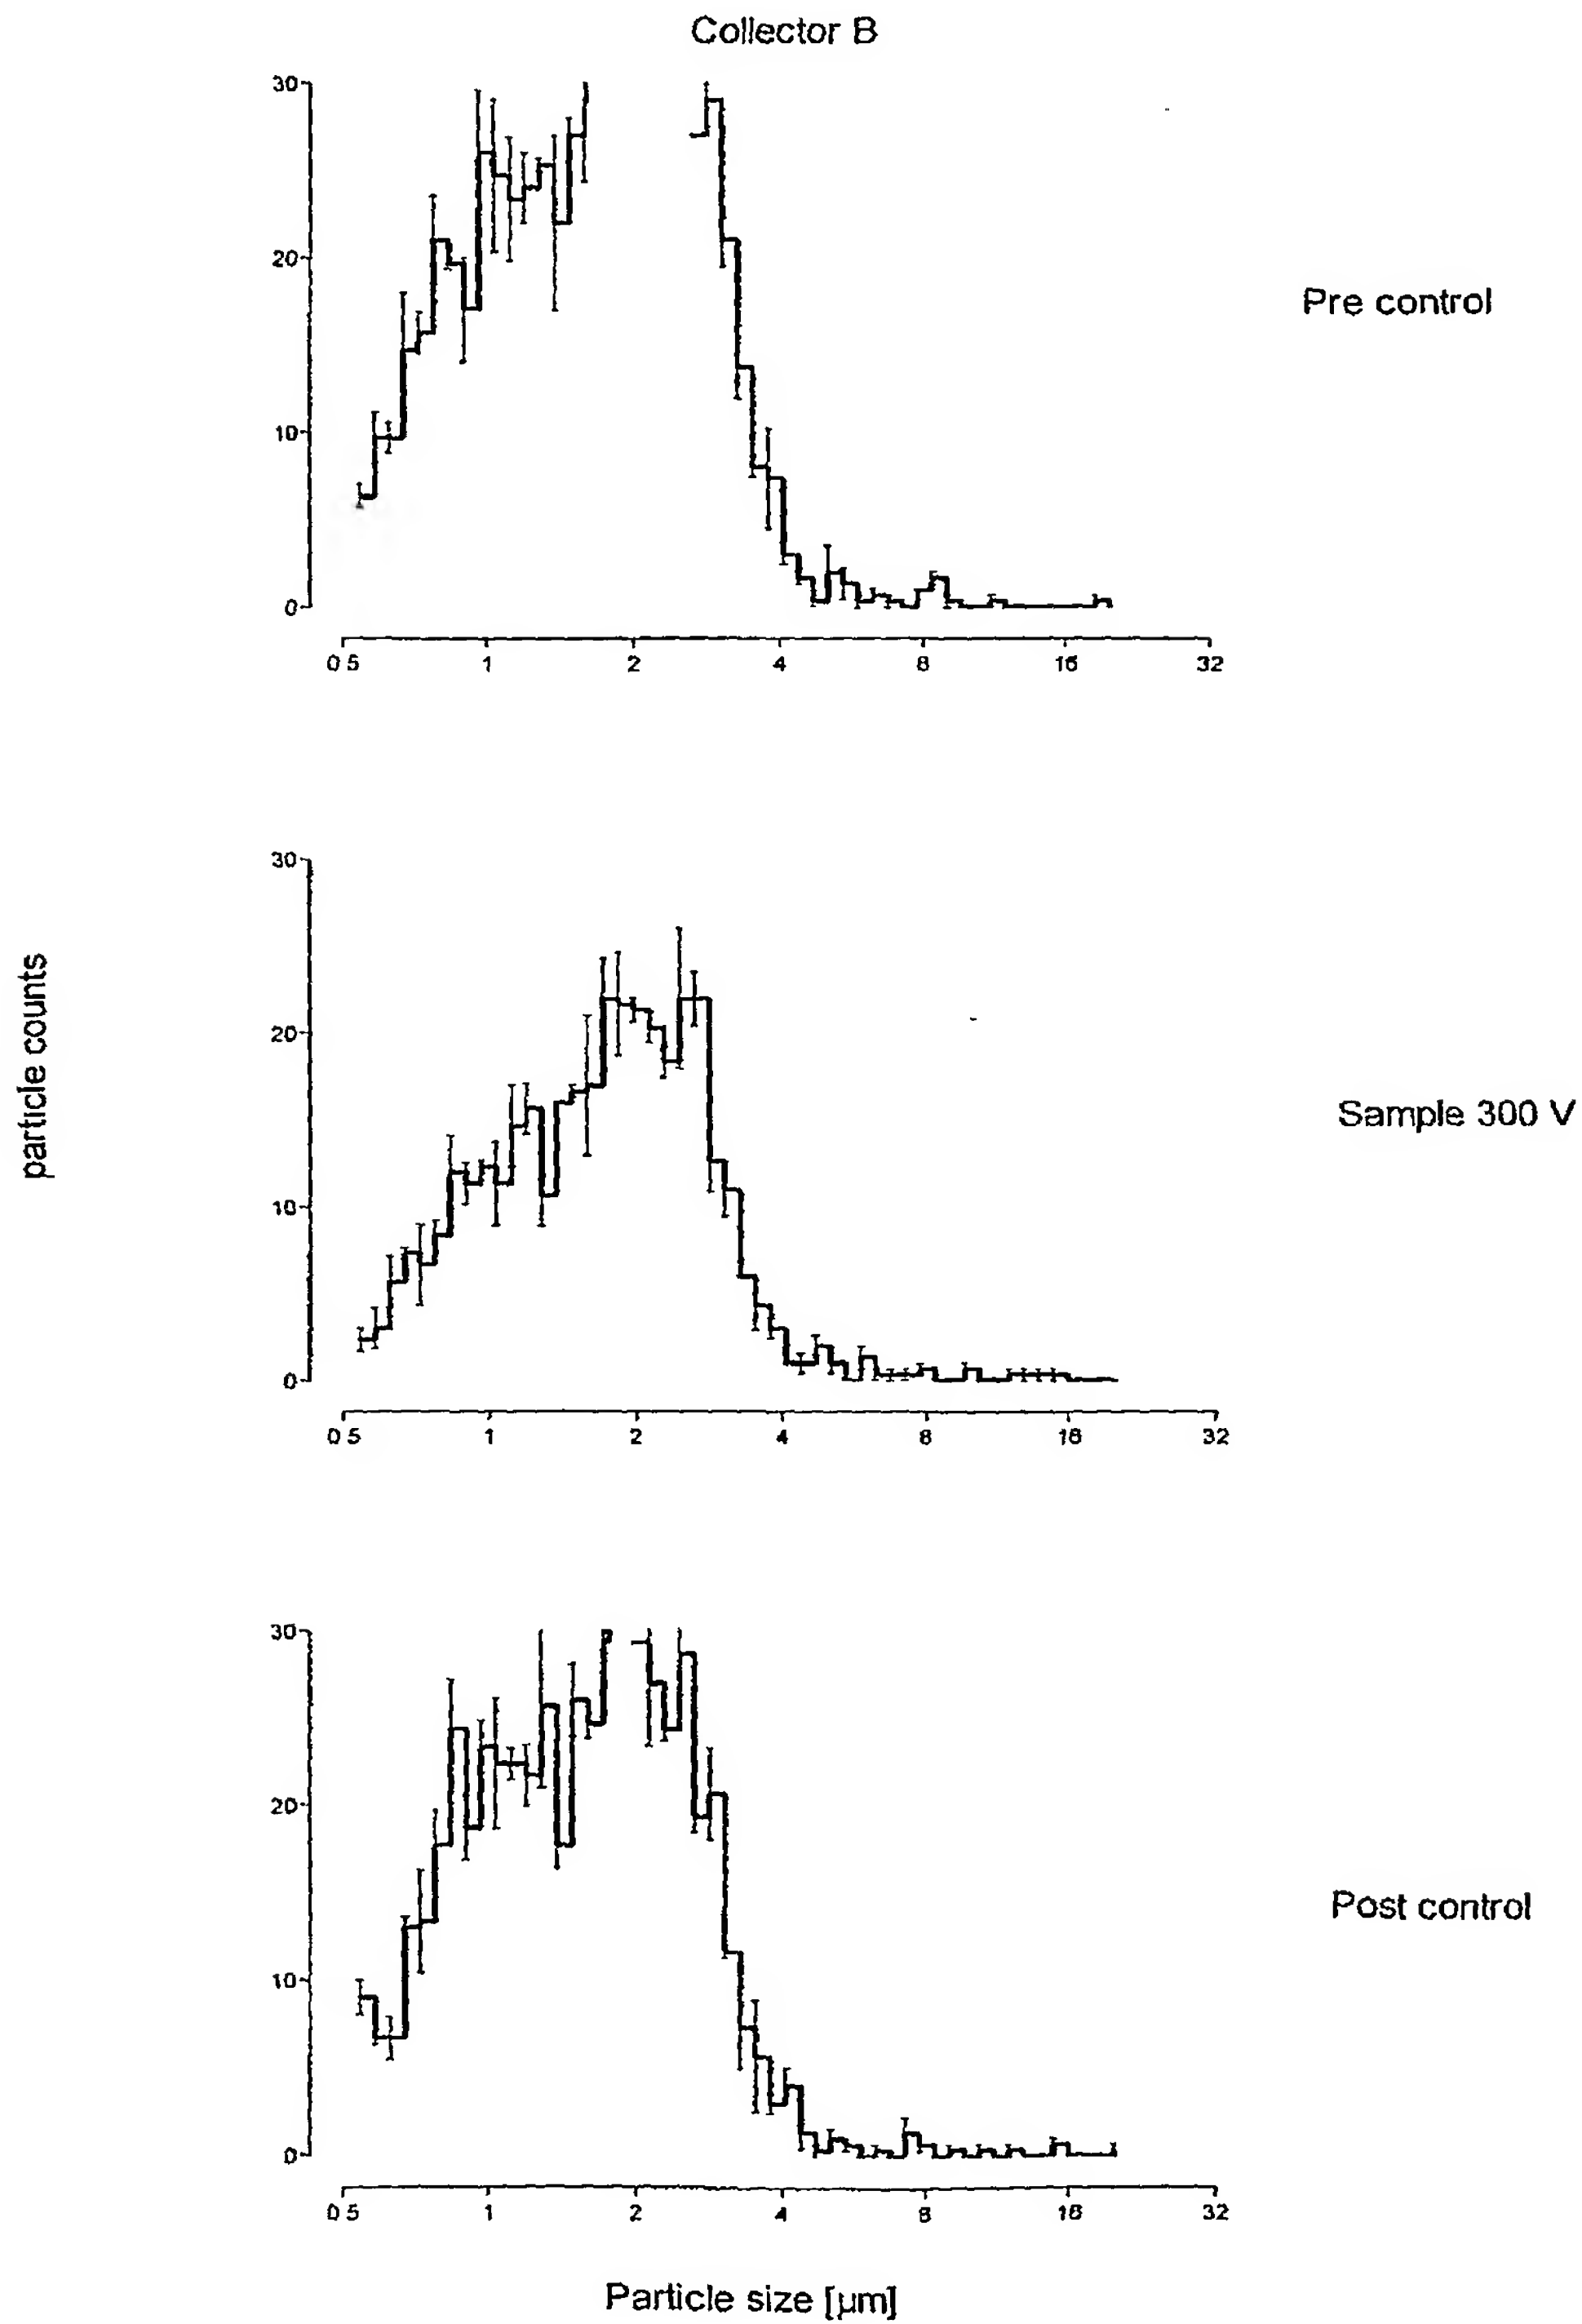 Collector B
30
20
10
0
Pre control
0 5 1 2 4 8 16 32
particle counts
30
20
10
0
Sample 300 V
0 5 1 2 4 8 16 32
30
20
10
0
Post control
0 5 1 2 4 8 16 32
Particle size [µm]